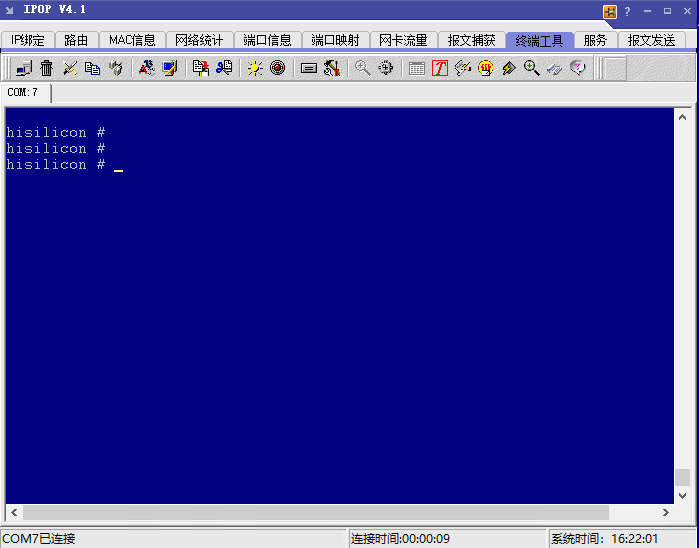 IPOP V4.1
IP绑定 路由 MAC信息 网络统计 端口信息 端口映射 网卡流量 报文捕获 终端工具 服务 报文发送
COM:7
hisilicon #
hisilicon #
hisilicon # _
COM7已连接 连接时间:00:00:09 系统时间: 16:22:01